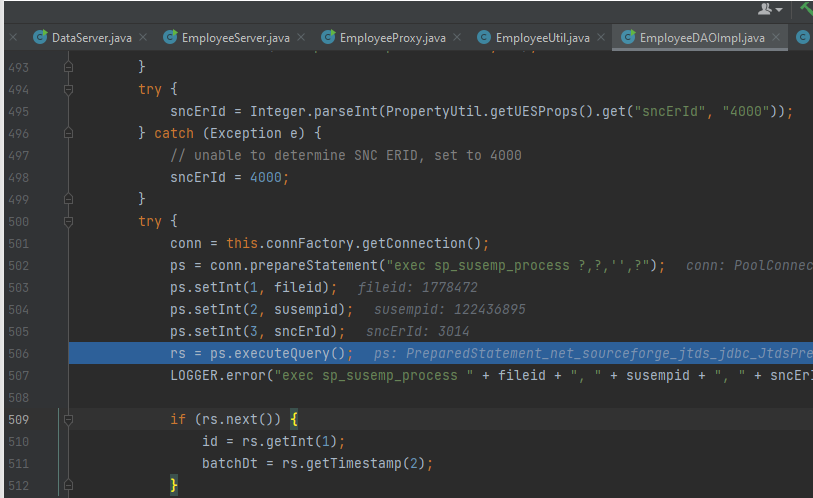 DataServer.java EmployeeServer.java EmployeeProxy.java EmployeeUtil.java EmployeeDAOImpl.java
493 }
494 try {
495 sncErId = Integer.parseInt(PropertyUtil.getUESProps().get("sncErId", "4000"));
496 } catch (Exception e) {
497 // unable to determine SNC ERID, set to 4000
498 sncErId = 4000;
499 }
500 try {
501 conn = this.connFactory.getConnection();
502 ps = conn.prepareStatement("exec sp_susemp_process ?,?,'',?"); conn: PoolConnec
503 ps.setInt(1, fileid); fileid: 1778472
504 ps.setInt(2, susempid); susempid: 122436895
505 ps.setInt(3, sncErId); sncErId: 3014
506 rs = ps.executeQuery(); ps: PreparedStatement_net_sourceforge_jtds_jdbc_JtdsPre
507 LOGGER.error("exec sp_susemp_process " + fileid + ", " + susempid + ", " + sncErI
508
509 if (rs.next()) {
510 id = rs.getInt(1);
511 batchDt = rs.getTimestamp(2);
512 }